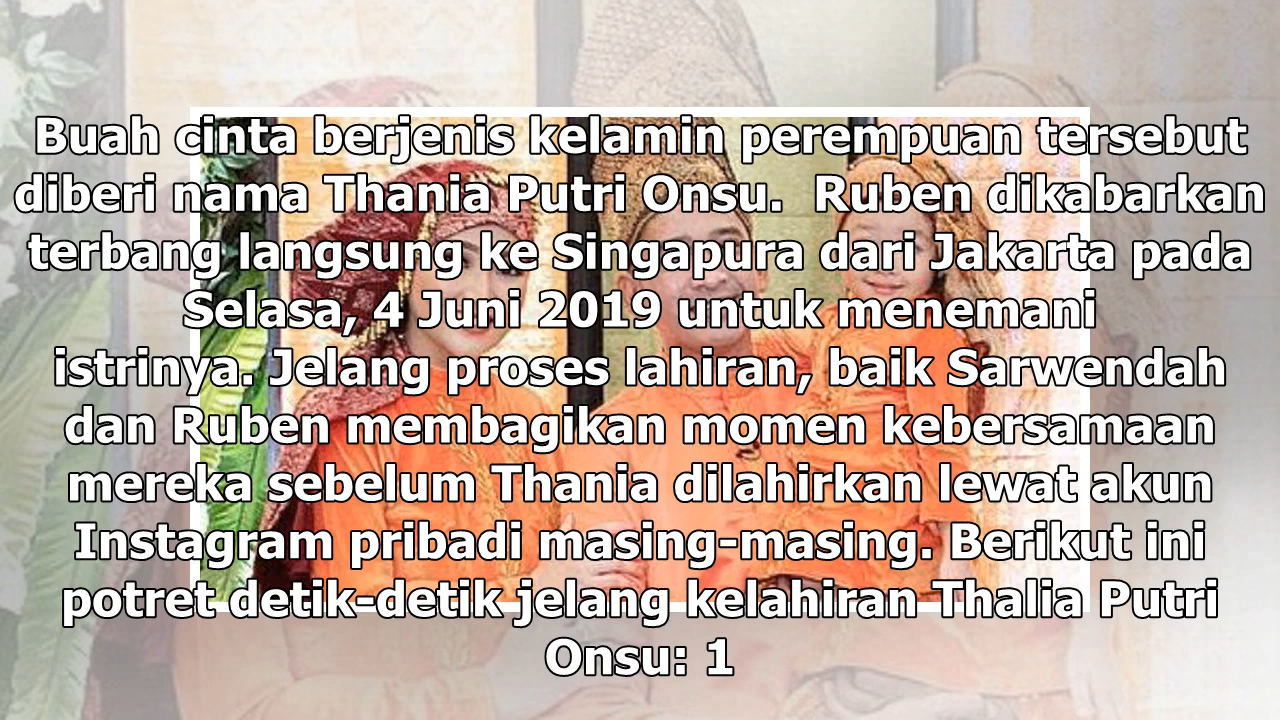 Buah cinta berjenis kelamin perempuan tersebut
diberi nama Thania Putri Onsu.  Ruben dikabarkan
terbang langsung ke Singapura dari Jakarta pada
Selasa, 4 Juni 2019 untuk menemani
istrinya. Jelang proses lahiran, baik Sarwendah
dan Ruben membagikan momen kebersamaan
mereka sebelum Thania dilahirkan lewat akun
Instagram pribadi masing-masing. Berikut ini
potret detik-detik jelang kelahiran Thalia Putri
Onsu: 1